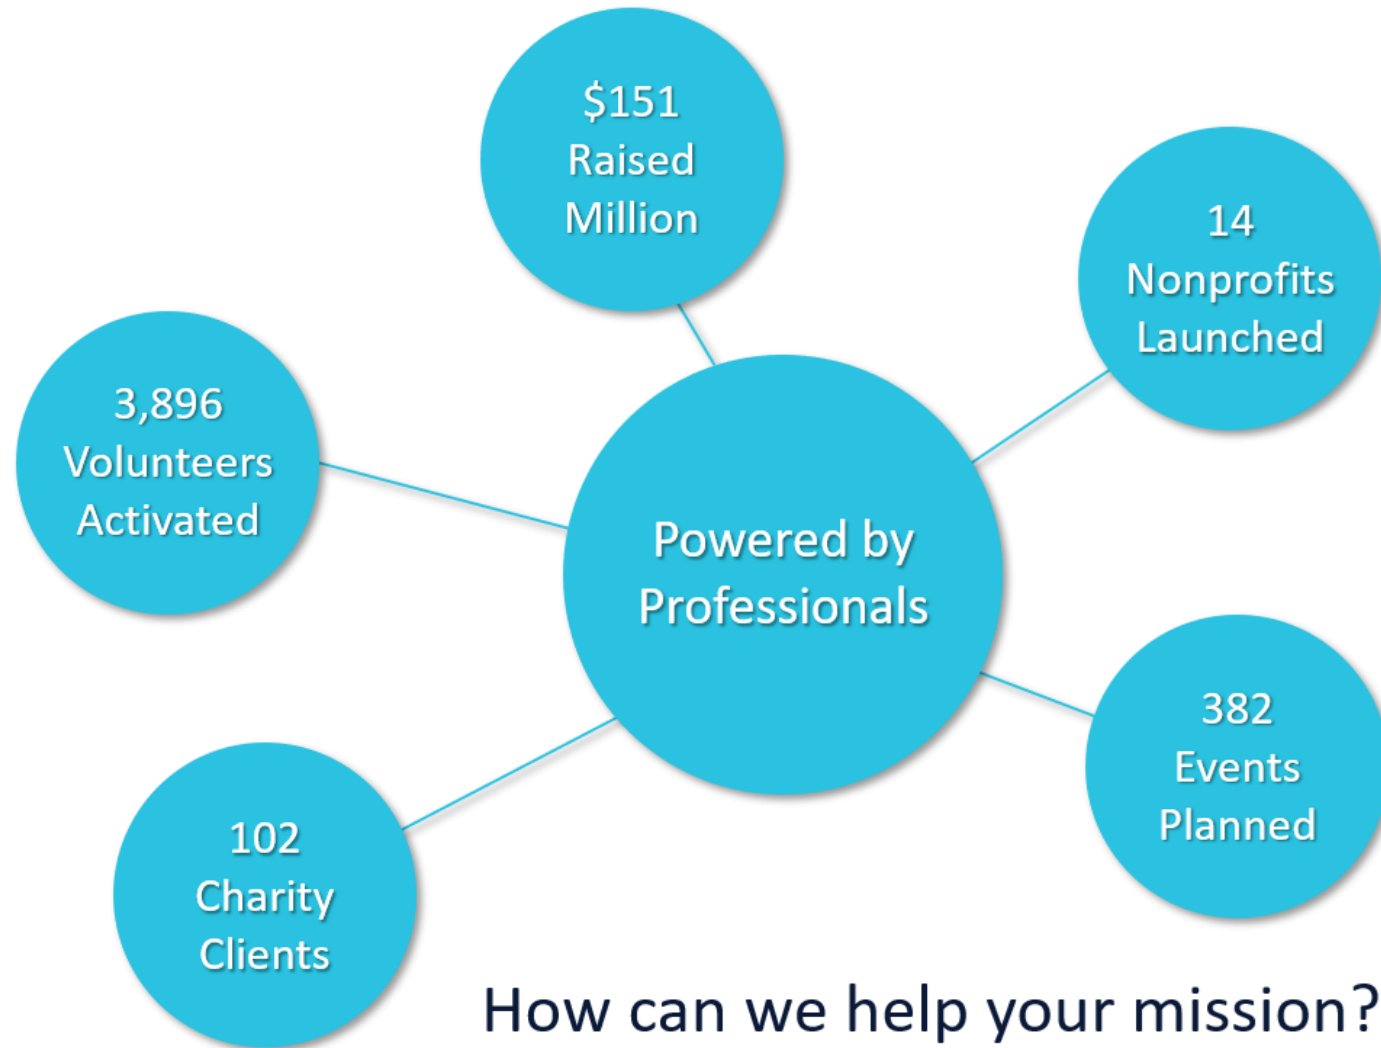 $151
Raised
Million
14
Nonprofits
Launched
3,896
Volunteers
Activated
Powered by
Professionals
382
Events
Planned
102
Charity
Clients
How can we help your mission?